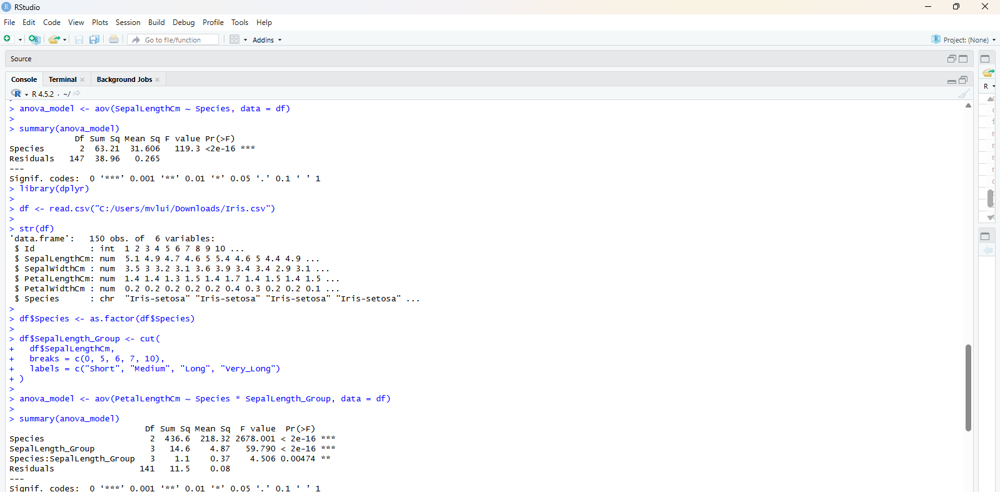 RStudio
File Edit Code View Plots Session Build Debug Profile Tools Help
Go to file/function Addins Project: (None)
Source
Console Terminal Background Jobs
R 4.5.2 · ~/
R
> anova_model <- aov(SepalLengthCm ~ Species, data = df)
>
> summary(anova_model)
             Df Sum Sq Mean Sq F value Pr(>F)
Species       2  63.21  31.606   119.3 <2e-16 ***
Residuals   147  38.96   0.265
---
Signif. codes:  0 ‘***’ 0.001 ‘**’ 0.01 ‘*’ 0.05 ‘.’ 0.1 ‘ ’ 1
> library(dplyr)
>
> df <- read.csv("C:/Users/mvlui/Downloads/Iris.csv")
>
> str(df)
'data.frame':   150 obs. of  6 variables:
 $ Id           : int  1 2 3 4 5 6 7 8 9 10 ...
 $ SepalLengthCm: num  5.1 4.9 4.7 4.6 5 5.4 4.6 5 4.4 4.9 ...
 $ SepalWidthCm : num  3.5 3 3.2 3.1 3.6 3.9 3.4 3.4 2.9 3.1 ...
 $ PetalLengthCm: num  1.4 1.4 1.3 1.5 1.4 1.7 1.4 1.5 1.4 1.5 ...
 $ PetalWidthCm : num  0.2 0.2 0.2 0.2 0.2 0.4 0.3 0.2 0.2 0.1 ...
 $ Species      : chr  "Iris-setosa" "Iris-setosa" "Iris-setosa" "Iris-setosa" ...
>
> df$Species <- as.factor(df$Species)
>
> df$SepalLength_Group <- cut(
+   df$SepalLengthCm,
+   breaks = c(0, 5, 6, 7, 10),
+   labels = c("Short", "Medium", "Long", "Very_Long")
+ )
>
> anova_model <- aov(PetalLengthCm ~ Species * SepalLength_Group, data = df)
>
> summary(anova_model)
                           Df Sum Sq Mean Sq  F value  Pr(>F)
Species                     2  436.6  218.32 2678.001 < 2e-16 ***
SepalLength_Group           3   14.6    4.87   59.790 < 2e-16 ***
Species:SepalLength_Group   3    1.1    0.37    4.506 0.00474 **
Residuals                 141   11.5    0.08
---
Signif. codes:  0 ‘***’ 0.001 ‘**’ 0.01 ‘*’ 0.05 ‘.’ 0.1 ‘ ’ 1